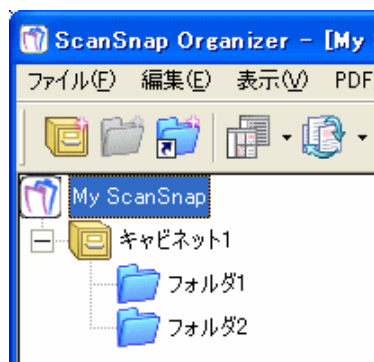 ScanSnap Organizer - [My
ファイル(F) 編集(E) 表示(V) PDF
My ScanSnap
キャビネット1
フォルダ1
フォルダ2